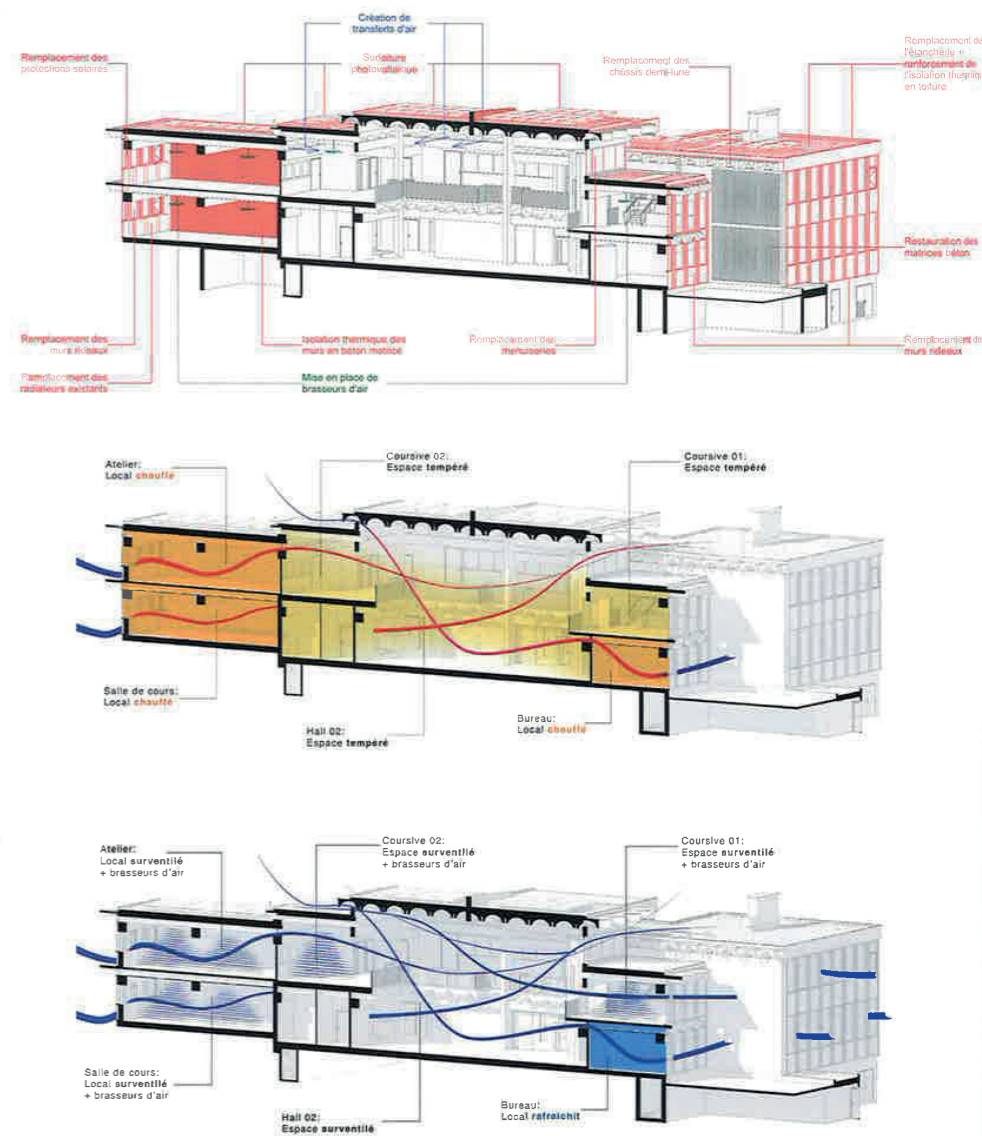 Création de
transferts d'air
Remplacement des
protections solaires
Surtoiture
photovoltaïque
Remplacement des
châssis demi-lune
Remplacement de
l'étanchéité +
renforcement de
l'isolation thermiq
en toiture
Restauration des
matrices béton
Remplacement des
murs rideaux
Isolation thermique des
murs en béton matricé
Remplacement des
menuiseries
Remplacement de
murs rideaux
Remplacement des
radiateurs existants
Mise en place de
brasseurs d'air
Atelier:
Local chauffé
Coursive 02:
Espace tempéré
Coursive 01:
Espace tempéré
Salle de cours:
Local chauffé
Hall 02:
Espace tempéré
Bureau:
Local chauffé
Atelier:
Local surventilé
+ brasseurs d'air
Coursive 02:
Espace surventilé
+ brasseurs d'air
Coursive 01:
Espace surventilé
+ brasseurs d'air
Salle de cours:
Local surventilé
+ brasseurs d'air
Hall 02:
Espace surventilé
Bureau:
Local rafraichit